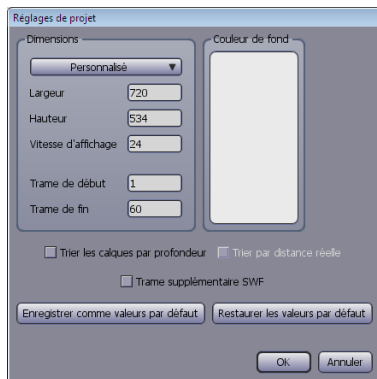 Réglages de projet
Dimensions
Couleur de fond
Personnalisé
Largeur 720
Hauteur 534
Vitesse d'affichage 24
Trame de début 1
Trame de fin 60
Trier les calques par profondeur Trier par distance réelle
Trame supplémentaire SWF
Enregistrer comme valeurs par défaut Restaurer les valeurs par défaut
OK Annuler